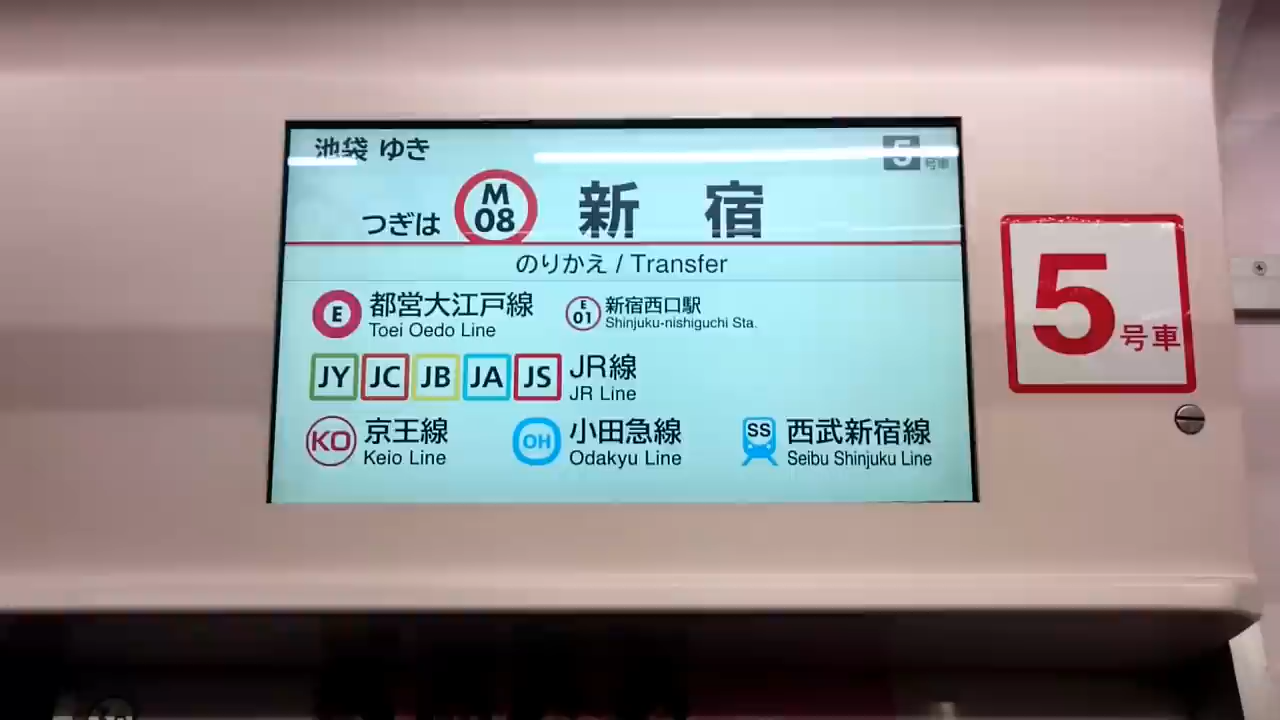 池袋 ゆき
5号車
つぎは M 08 新 宿
のりかえ / Transfer
E 都営大江戸線 E 01 新宿西口駅
Toei Oedo Line Shinjuku-nishiguchi Sta.
JY JC JB JA JS JR線
JR Line
KO 京王線 OH 小田急線 SS 西武新宿線
Keio Line Odakyu Line Seibu Shinjuku Line
5号車